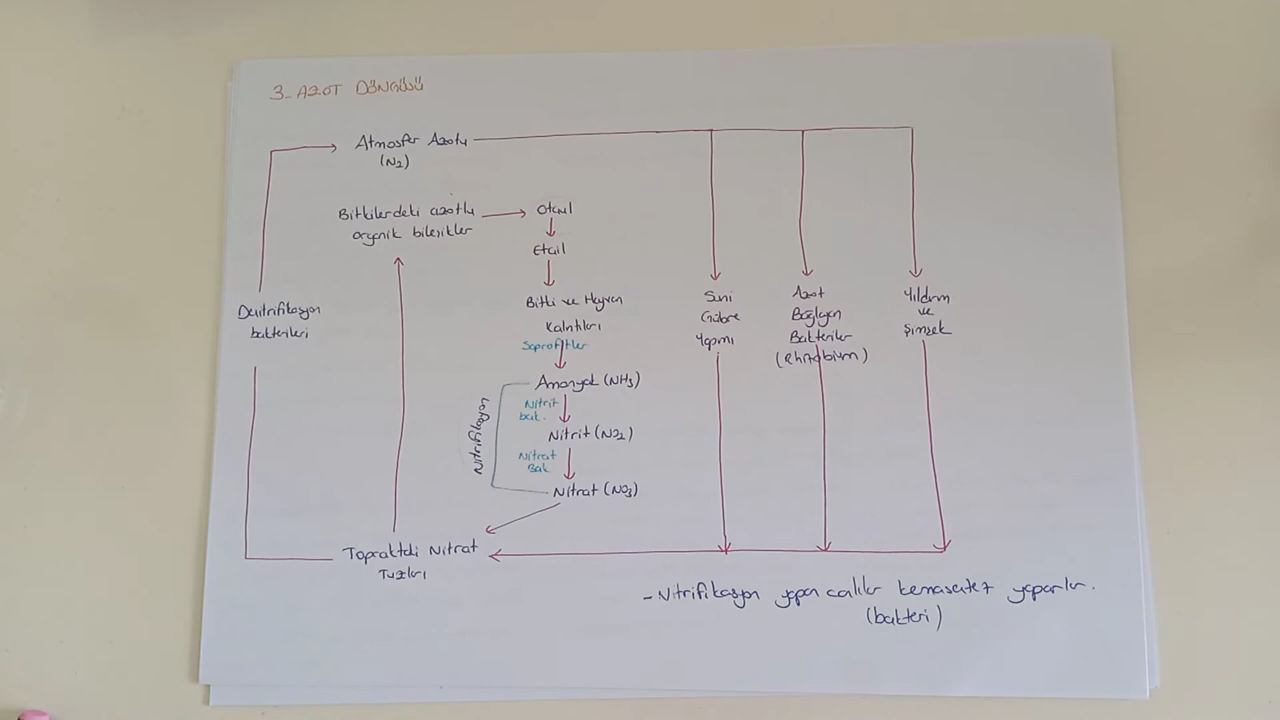 3_ AZOT DÖNGÜSÜ
Atmosfer Azotu
(N2)
Bitkilerdeki azotlu
organik bileşikler
Otçul
Etçil
Bitki ve Hayvan
Kalıntıları
Saprofitler
Amonyak (NH3)
Nitrit
bak.
Nitrit (NO2)
Nitrat
Bak
Nitrat (NO3)
Nitrifikasyon
Denitrifikasyon
bakterileri
Topraktaki Nitrat
Tuzları
Suni
Gübre
Yapımı
Azot
Bağlayan
Bakteriler
(Rhizobium)
Yıldırım
ve
Şimşek
- Nitrifikasyon yapan canlılar kemosentez yaparlar.
(bakteri)